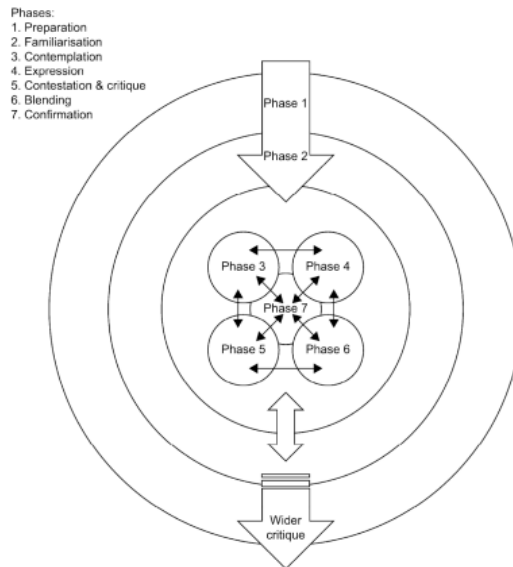 Phases:
1. Preparation
2. Familiarisation
3. Contemplation
4. Expression
5. Contestation & critique
6. Blending
7. Confirmation
Phase 1
Phase 2
Phase 3
Phase 4
Phase 7
Phase 5
Phase 6
Wider
critique